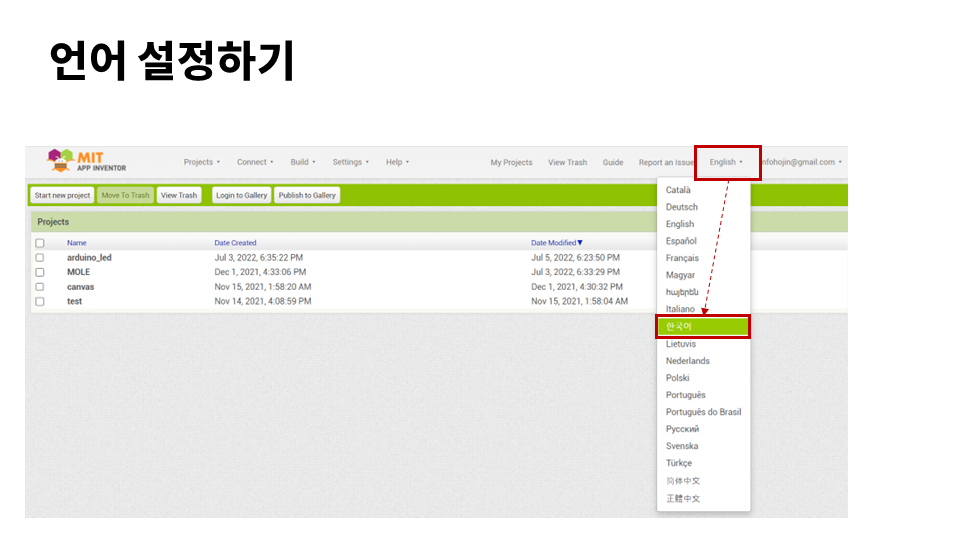 언어 설정하기
MIT
APP INVENTOR
Projects Connect Build Settings Help My Projects View Trash Guide Report an Issue English nfohojin@gmail.com
Start new project Move To Trash View Trash Login to Gallery Publish to Gallery
Projects
Name Date Created Date Modified
arduino_led Jul 3, 2022, 6:35:22 PM Jul 5, 2022, 6:23:50 PM
MOLE Dec 1, 2021, 4:33:06 PM Jul 3, 2022, 6:33:29 PM
canvas Nov 15, 2021, 1:58:20 AM Dec 1, 2021, 4:30:32 PM
test Nov 14, 2021, 4:08:59 PM Nov 15, 2021, 1:58:04 AM
Català
Deutsch
English
Español
Français
Magyar
հայերեն
Italiano
한국어
Lietuvis
Nederlands
Polski
Português
Português do Brasil
Русский
Svenska
Türkçe
简体中文
正體中文